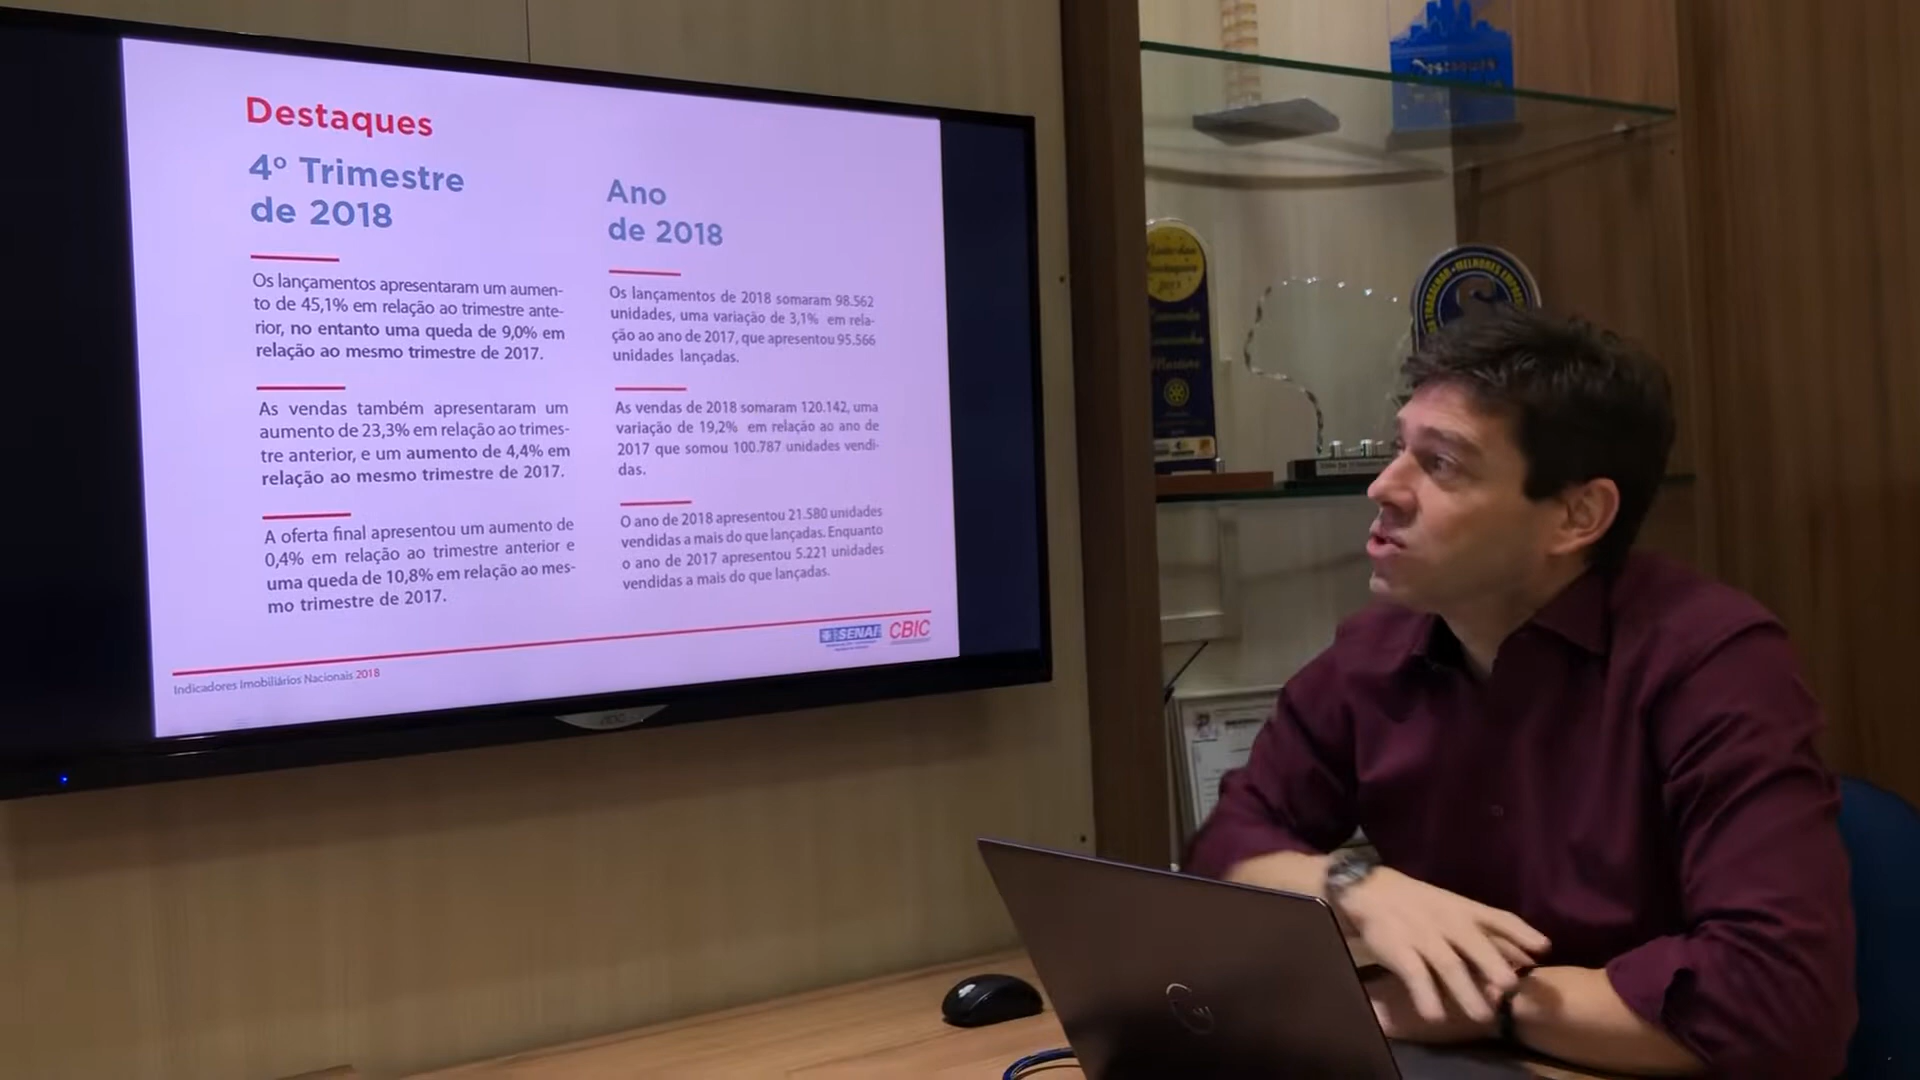 Destaques
4º Trimestre
de 2018
Os lançamentos apresentaram um aumen-
to de 45,1% em relação ao trimestre ante-
rior, no entanto uma queda de 9,0% em
relação ao mesmo trimestre de 2017.
As vendas também apresentaram um
aumento de 23,3% em relação ao trimes-
tre anterior, e um aumento de 4,4% em
relação ao mesmo trimestre de 2017.
A oferta final apresentou um aumento de
0,4% em relação ao trimestre anterior e
uma queda de 10,8% em relação ao mes-
mo trimestre de 2017.
Ano
de 2018
Os lançamentos de 2018 somaram 98.562
unidades, uma variação de 3,1% em rela-
ção ao ano de 2017, que apresentou 95.566
unidades lançadas.
As vendas de 2018 somaram 120.142, uma
variação de 19,2% em relação ao ano de
2017 que somou 100.787 unidades vendi-
das.
O ano de 2018 apresentou 21.580 unidades
vendidas a mais do que lançadas. Enquanto
o ano de 2017 apresentou 5.221 unidades
vendidas a mais do que lançadas.
SENAI CBIC
Indicadores Imobiliários Nacionais 2018
Destaques
TRABALHAR • MELHORES